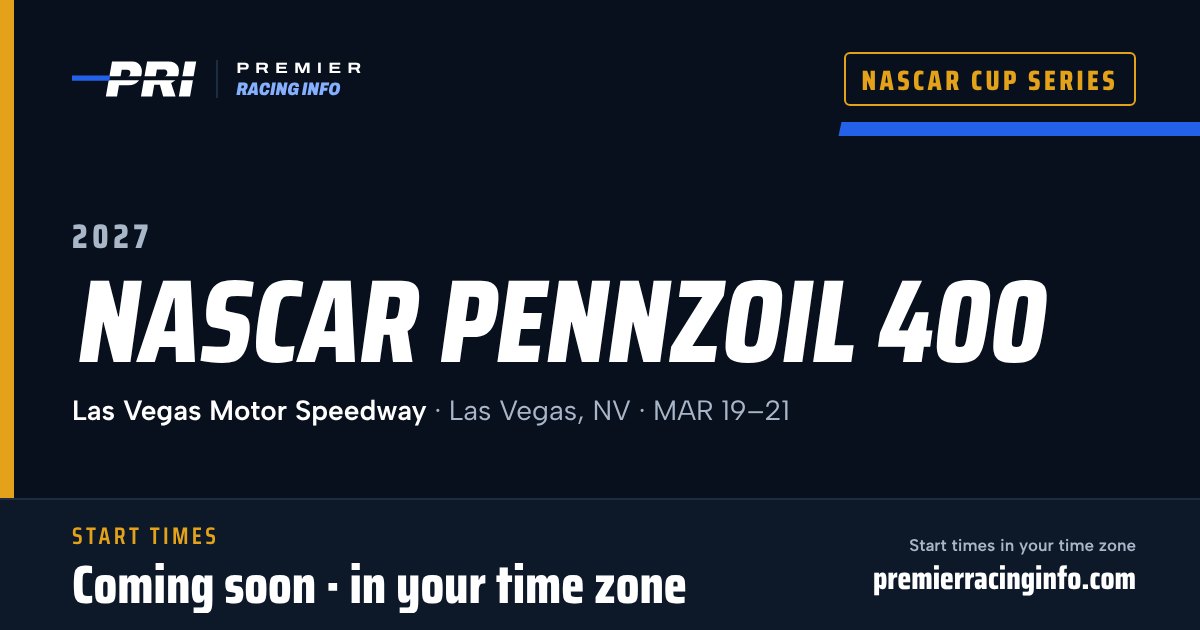 PRI
PREMIER
RACING INFO
NASCAR CUP SERIES
2027
NASCAR PENNZOIL 400
Las Vegas Motor Speedway · Las Vegas, NV · MAR 19–21
START TIMES
Coming soon · in your time zone
Start times in your time zone
premierracinginfo.com